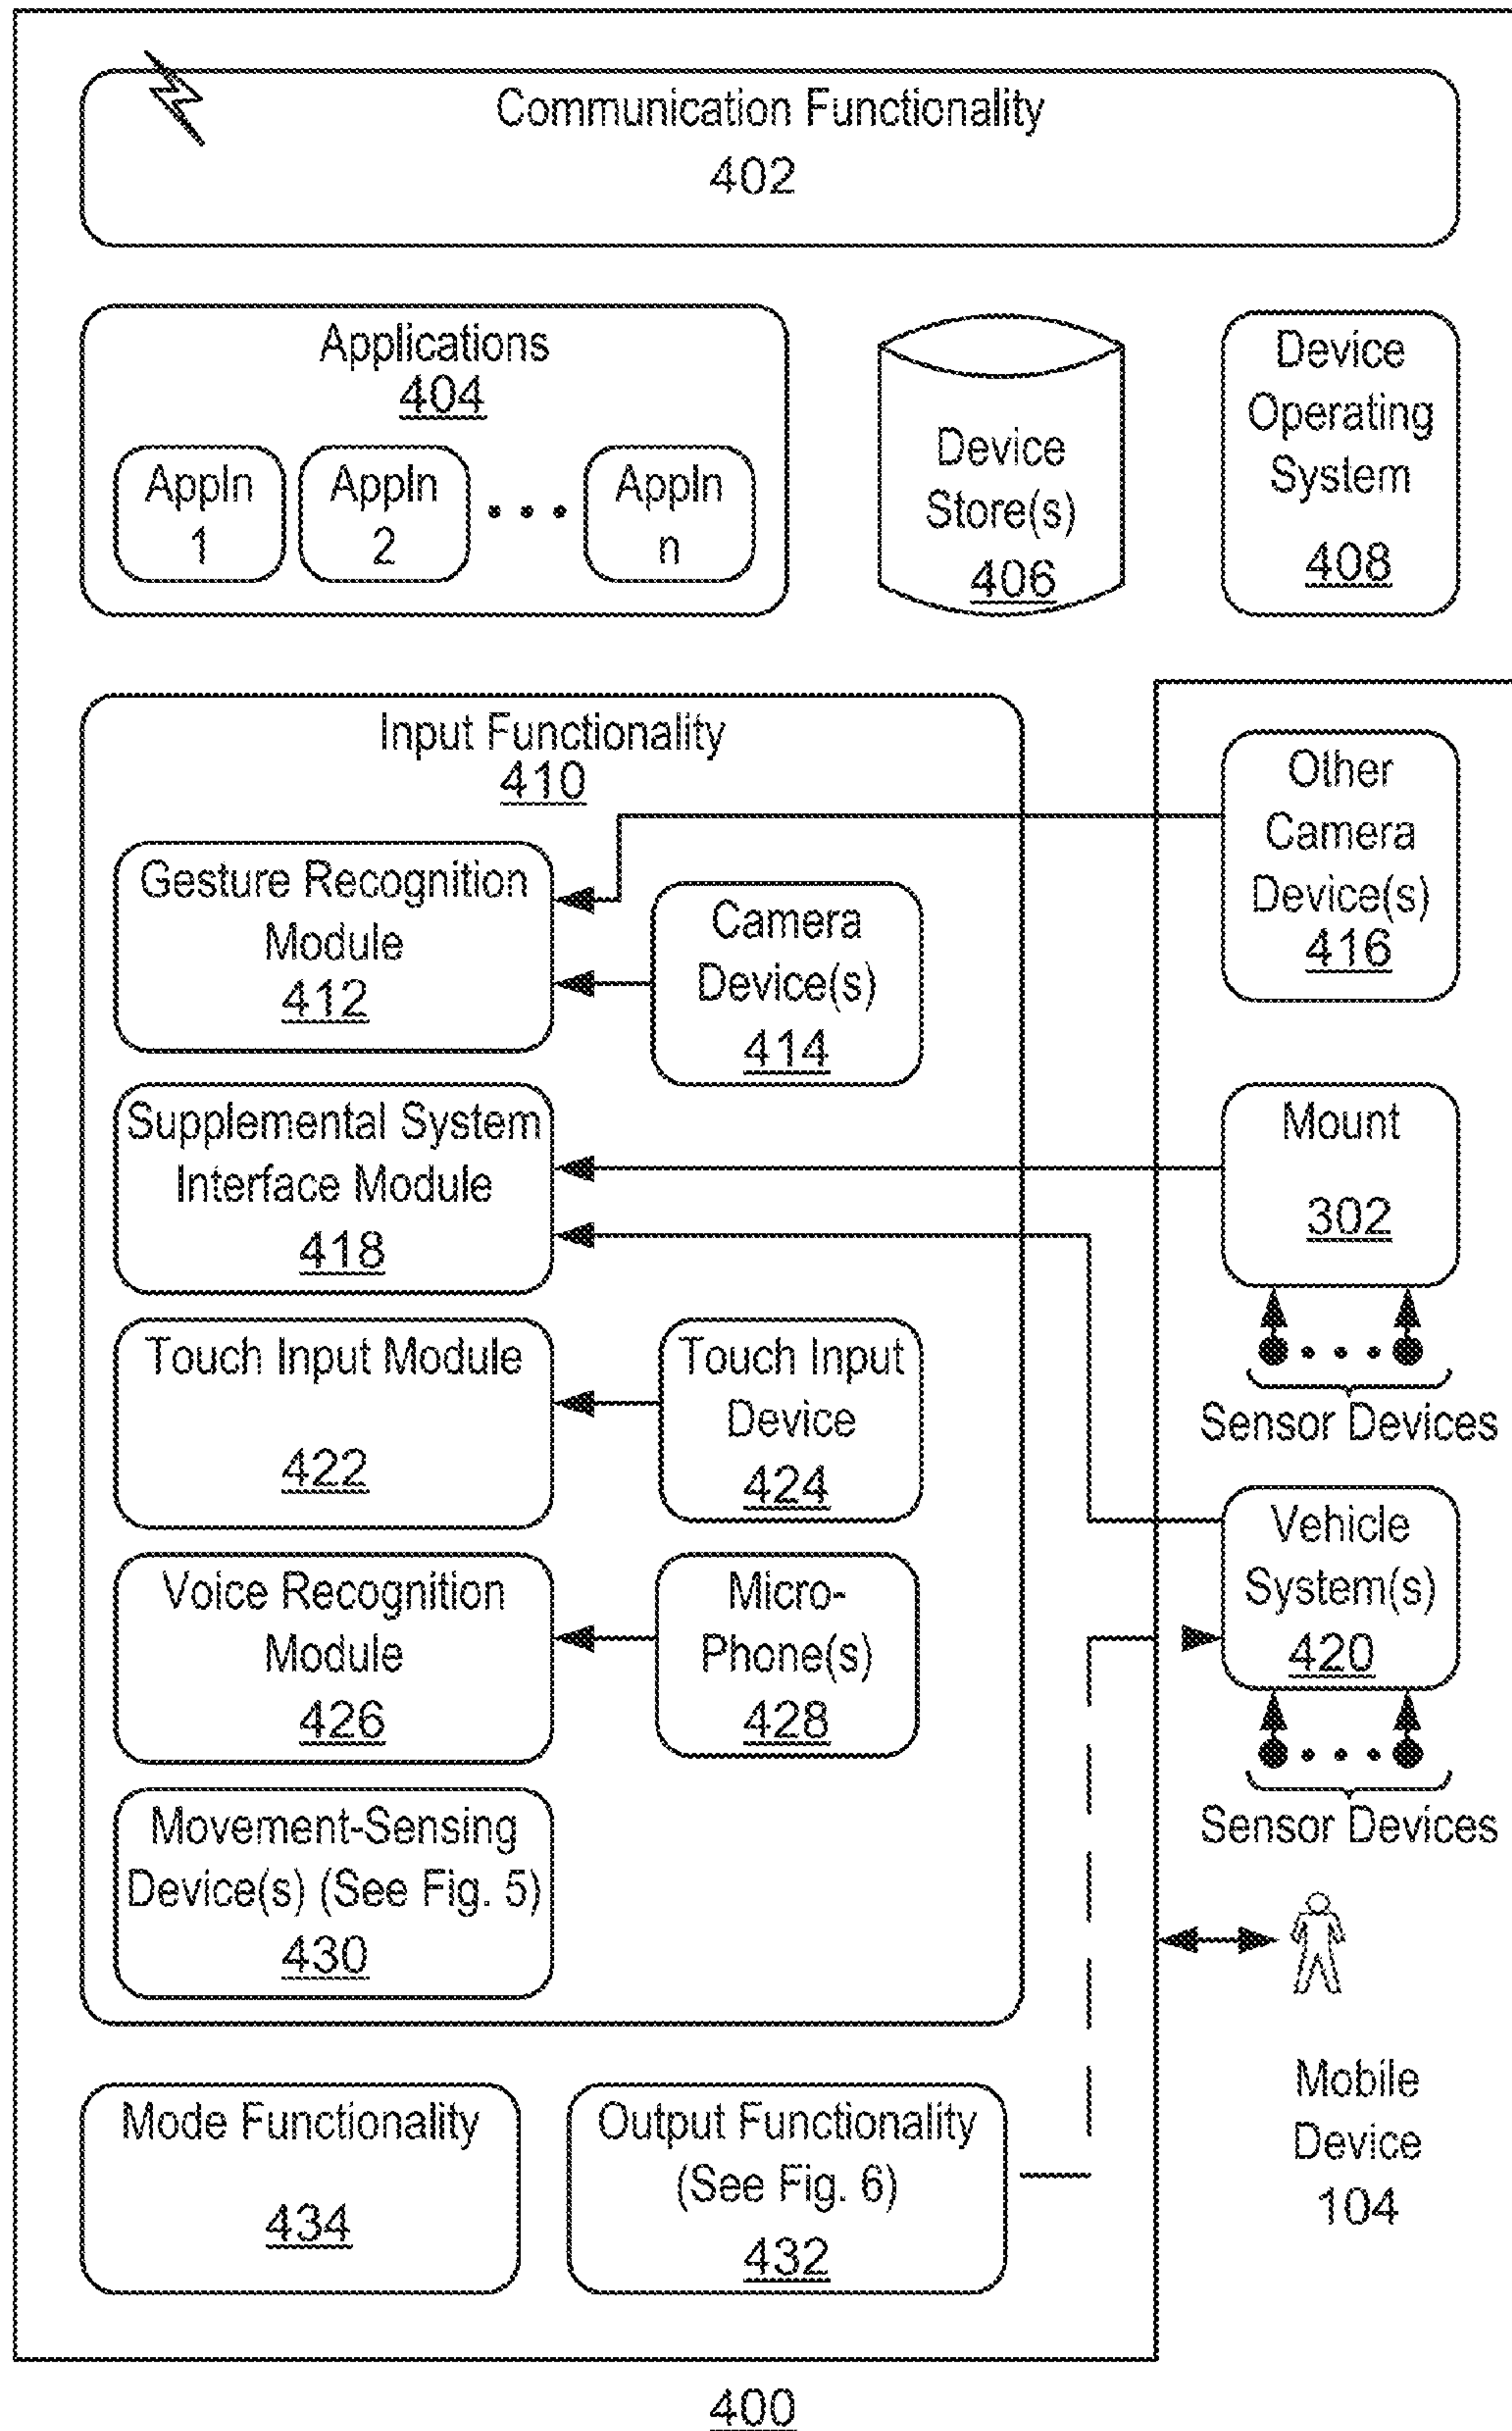 Communication Functionality
402
Applications
404
Appln
1
Appln
2
Appln
n
Device
Store(s)
406
Device
Operating
System
408
Input Functionality
410
Gesture Recognition
Module
412
Camera
Device(s)
414
Other
Camera
Device(s)
416
Supplemental System
Interface Module
418
Mount
302
Sensor Devices
Touch Input Module
422
Touch Input
Device
424
Vehicle
System(s)
420
Sensor Devices
Voice Recognition
Module
426
Micro-
Phone(s)
428
Movement-Sensing
Device(s) (See Fig. 5)
430
Mode Functionality
434
Output Functionality
(See Fig. 6)
432
Mobile
Device
104
400